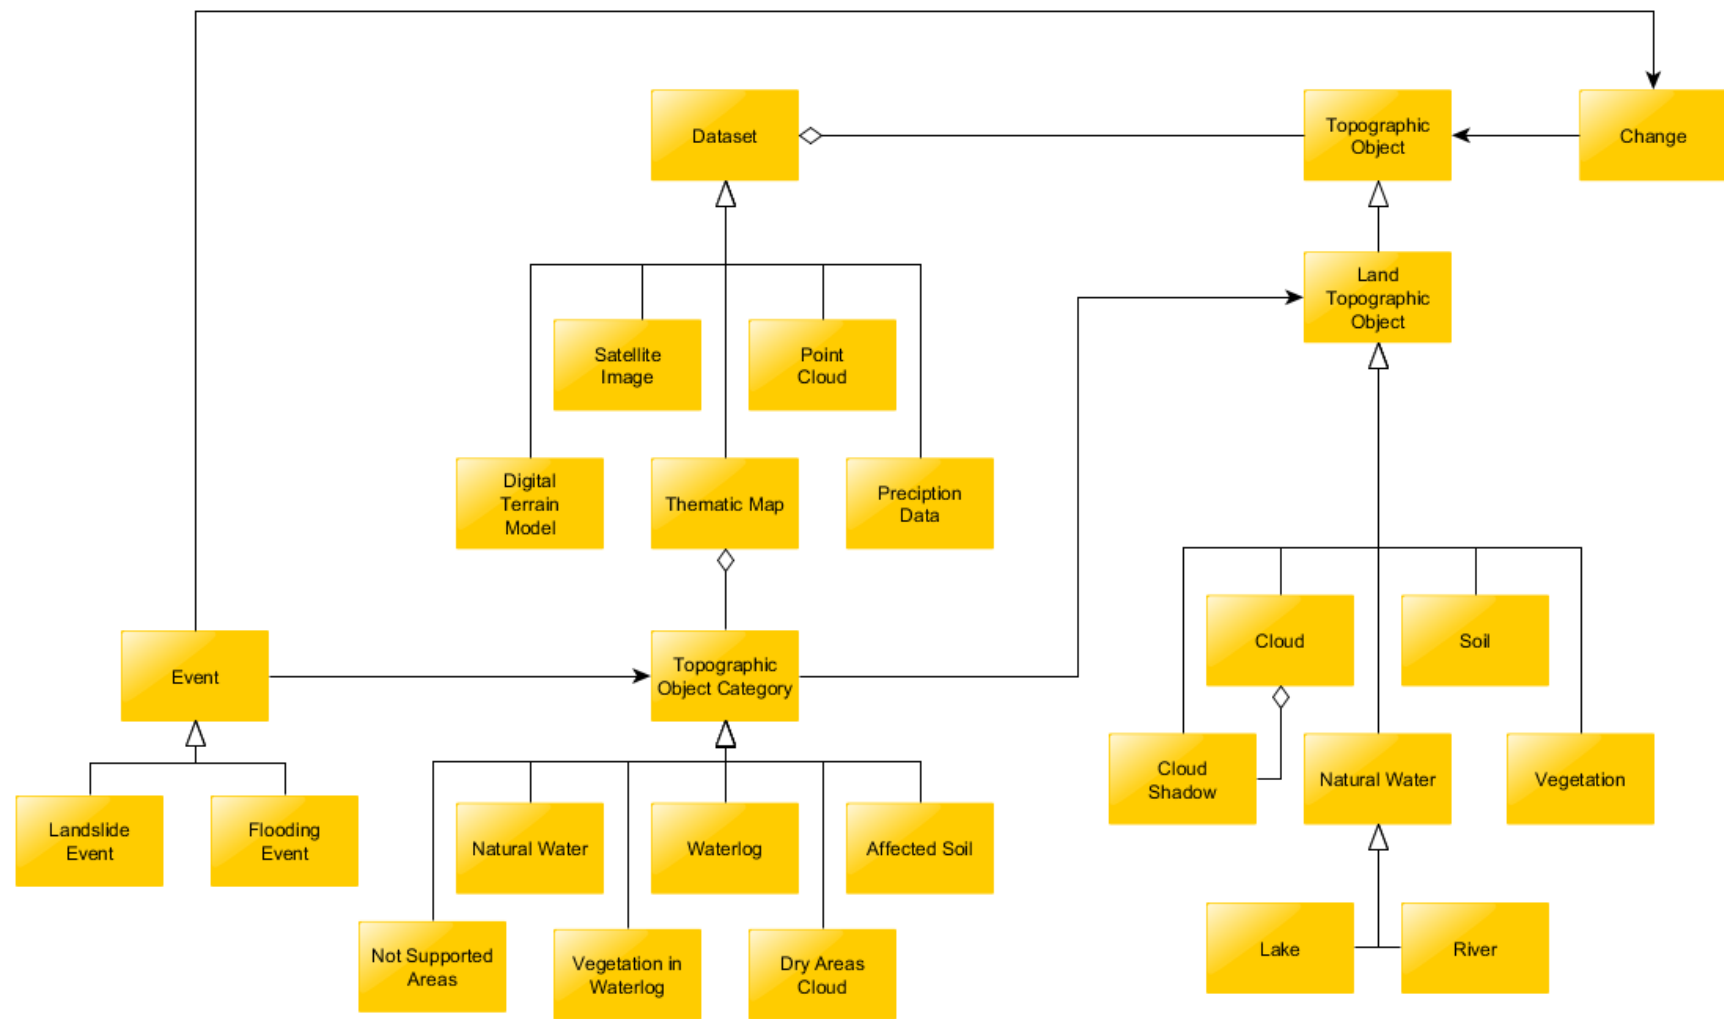 Dataset
Topographic
Object
Change
Land
Topographic
Object
Satellite
Image
Point
Cloud
Digital
Terrain
Model
Thematic Map
Preciption
Data
Cloud
Soil
Event
Topographic
Object Category
Cloud
Shadow
Natural Water
Vegetation
Landslide
Event
Flooding
Event
Natural Water
Waterlog
Affected Soil
Not Supported
Areas
Vegetation in
Waterlog
Dry Areas
Cloud
Lake
River